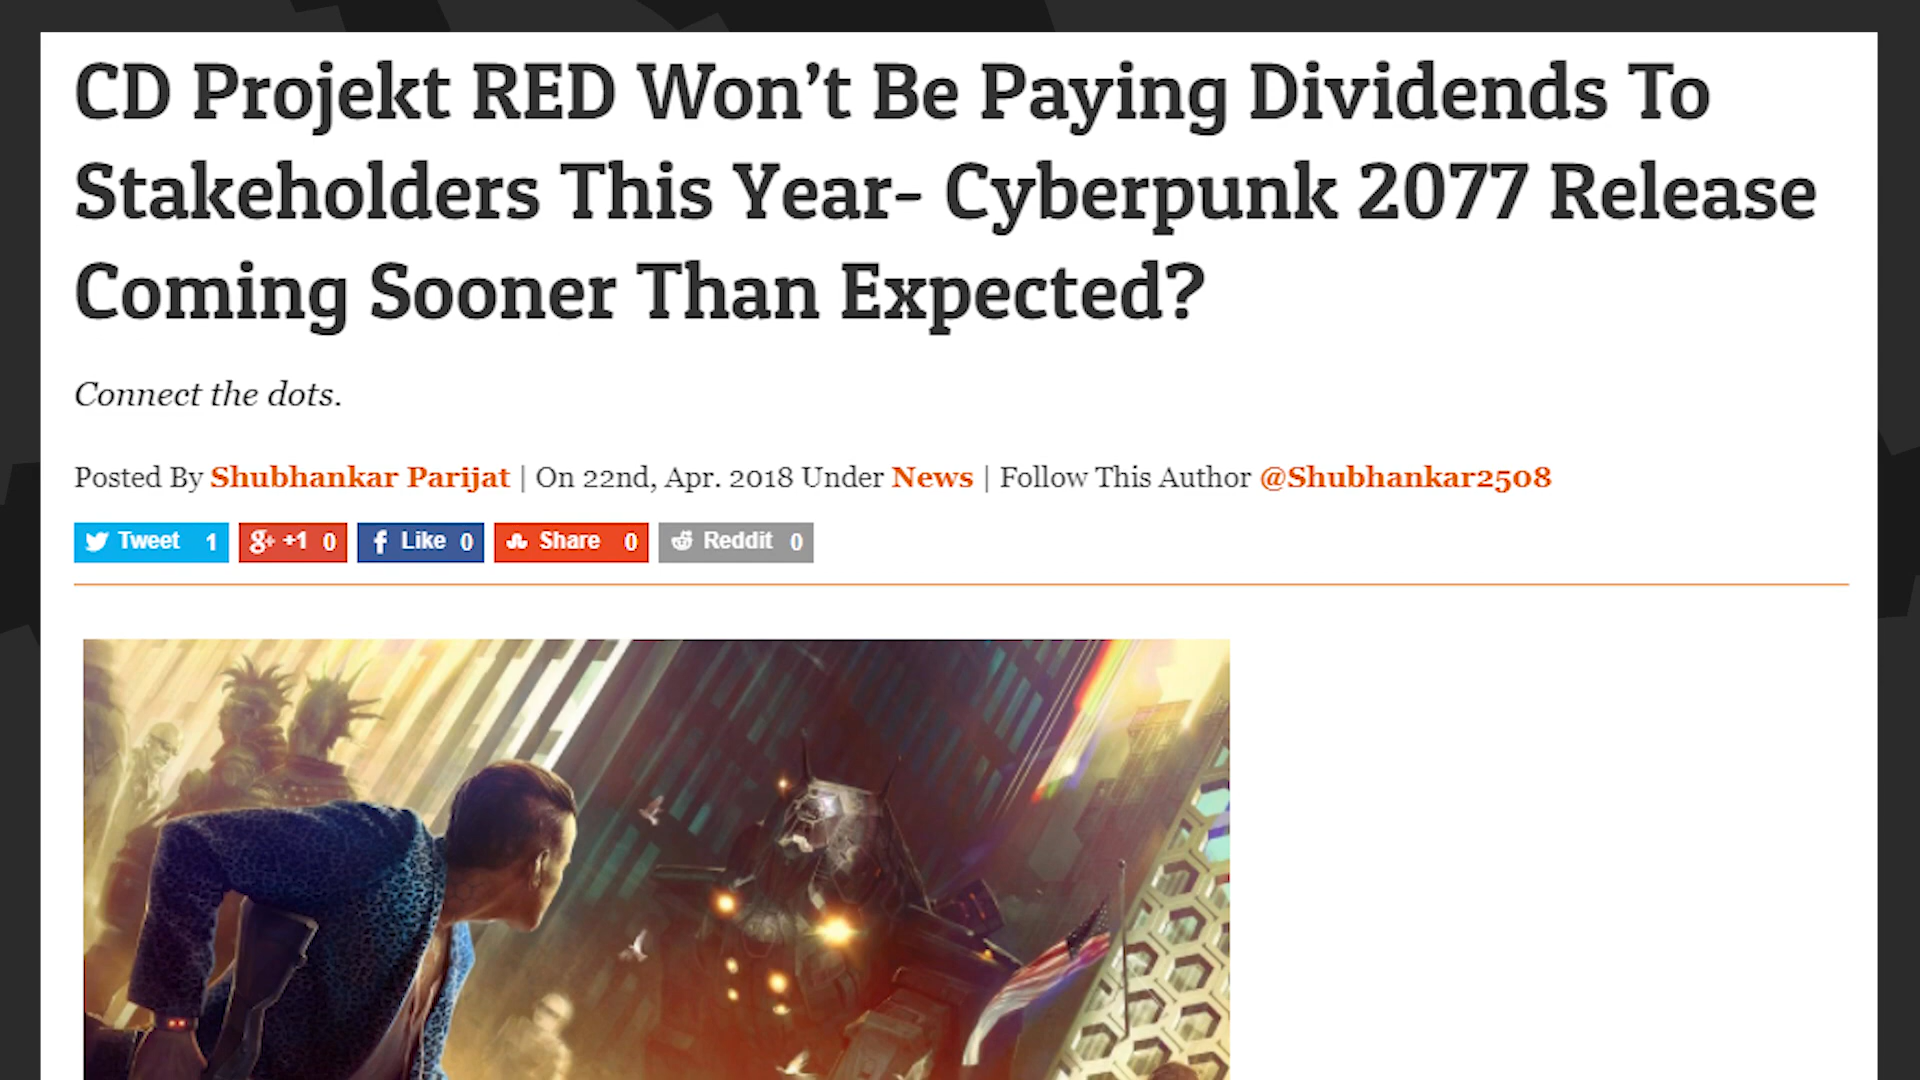 CD Projekt RED Won’t Be Paying Dividends To
Stakeholders This Year- Cyberpunk 2077 Release
Coming Sooner Than Expected?
Connect the dots.
Posted By Shubhankar Parijat | On 22nd, Apr. 2018 Under News | Follow This Author @Shubhankar2508
Tweet 1 g+ +1 0 f Like 0 Share 0 Reddit 0